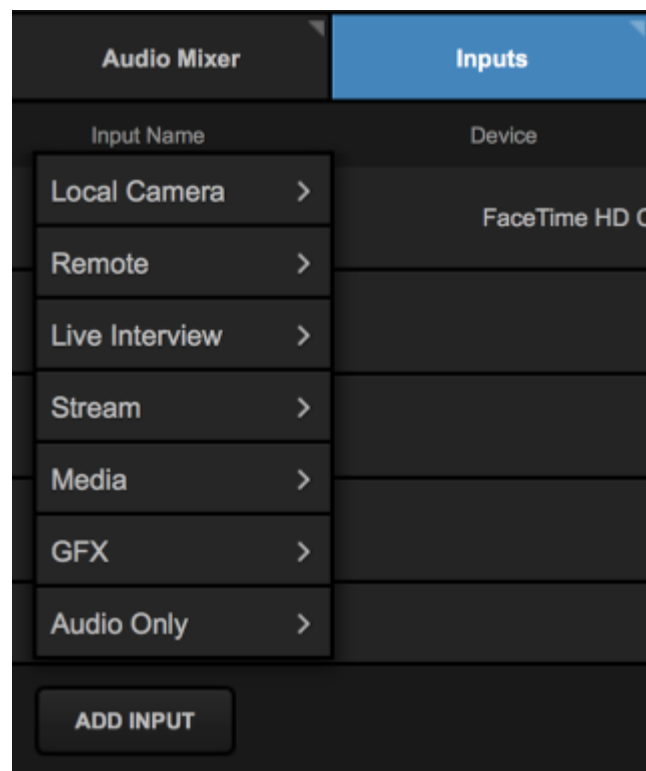 Audio Mixer
Inputs
Input Name
Device
Local Camera
FaceTime HD
Remote
Live Interview
Stream
Media
GFX
Audio Only
ADD INPUT